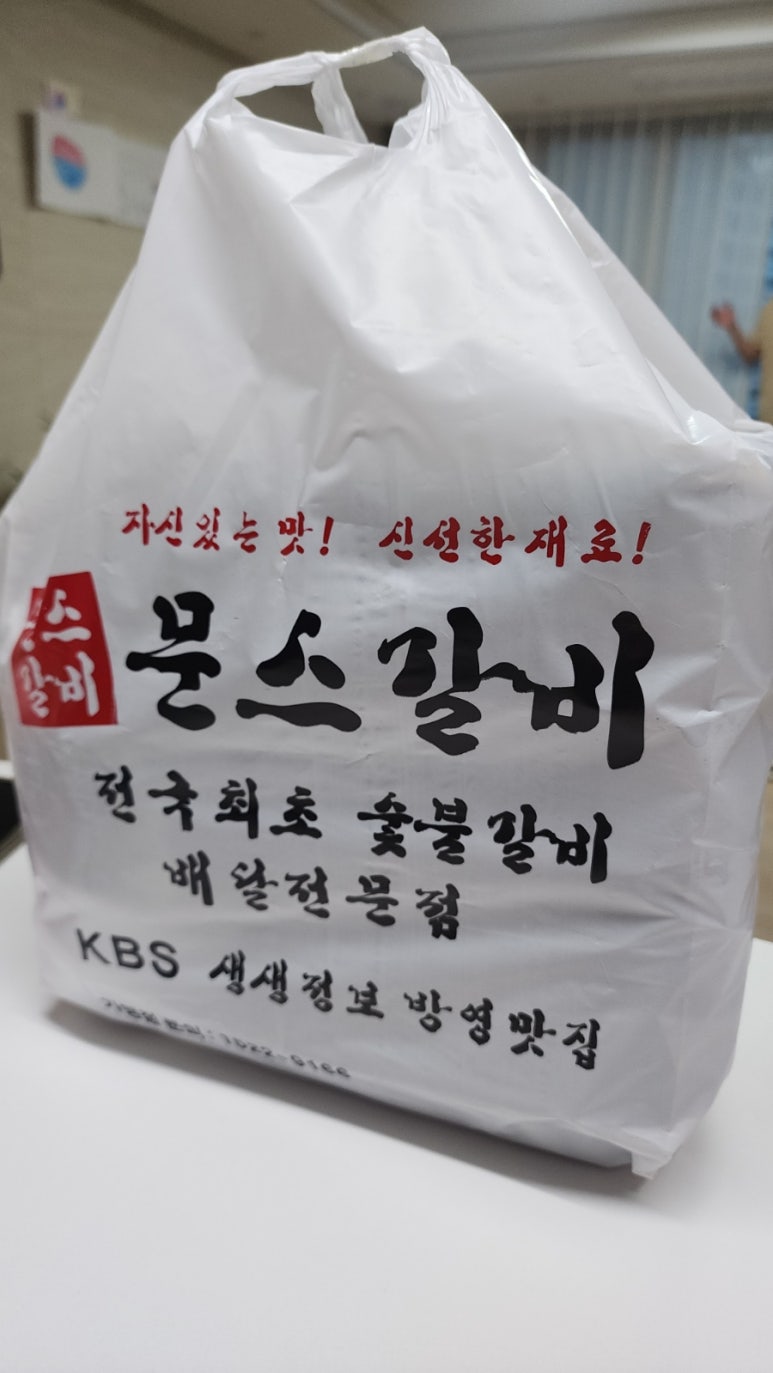 자신있는 맛! 신선한 재료!
문스
갈비
문스갈비
전국최초 숯불갈비
배달전문점
KBS 생생정보 방영맛집